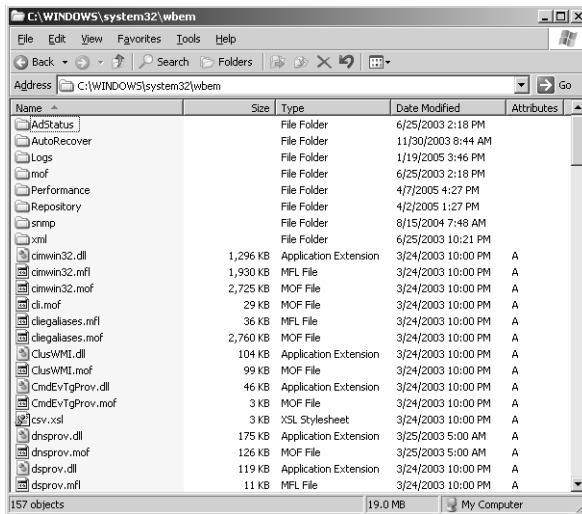 C:\WINDOWS\system32\wbem
File Edit View Favorites Tools Help
Back Search Folders
Address C:\WINDOWS\system32\wbem Go
Name Size Type Date Modified Attributes
AdStatus File Folder 6/25/2003 2:18 PM
AutoRecover File Folder 11/30/2003 8:44 AM
Logs File Folder 1/19/2005 3:46 PM
mof File Folder 6/25/2003 2:18 PM
Performance File Folder 4/7/2005 4:27 PM
Repository File Folder 4/2/2005 1:27 PM
snmp File Folder 8/15/2004 7:48 AM
xml File Folder 6/25/2003 10:21 PM
cimwin32.dll 1,296 KB Application Extension 3/24/2003 10:00 PM A
cimwin32.mfl 1,930 KB MFL File 3/24/2003 10:00 PM A
cimwin32.mof 2,725 KB MOF File 3/24/2003 10:00 PM A
cli.mof 29 KB MOF File 3/24/2003 10:00 PM A
cliegaliases.mfl 36 KB MFL File 3/24/2003 10:00 PM A
cliegaliases.mof 2,760 KB MOF File 3/24/2003 10:00 PM A
ClusWMI.dll 104 KB Application Extension 3/24/2003 10:00 PM A
ClusWMI.mof 99 KB MOF File 3/24/2003 10:00 PM A
CmdEvTgProv.dll 46 KB Application Extension 3/24/2003 10:00 PM A
CmdEvTgProv.mof 3 KB MOF File 3/24/2003 10:00 PM A
csv.xsl 3 KB XSL Stylesheet 3/24/2003 10:00 PM A
dnsprov.dll 175 KB Application Extension 3/25/2003 5:00 AM A
dnsprov.mof 126 KB MOF File 3/25/2003 5:00 AM A
dsprov.dll 119 KB Application Extension 3/24/2003 10:00 PM A
dsprov.mfl 11 KB MFL File 3/24/2003 10:00 PM A
157 objects 19.0 MB My Computer